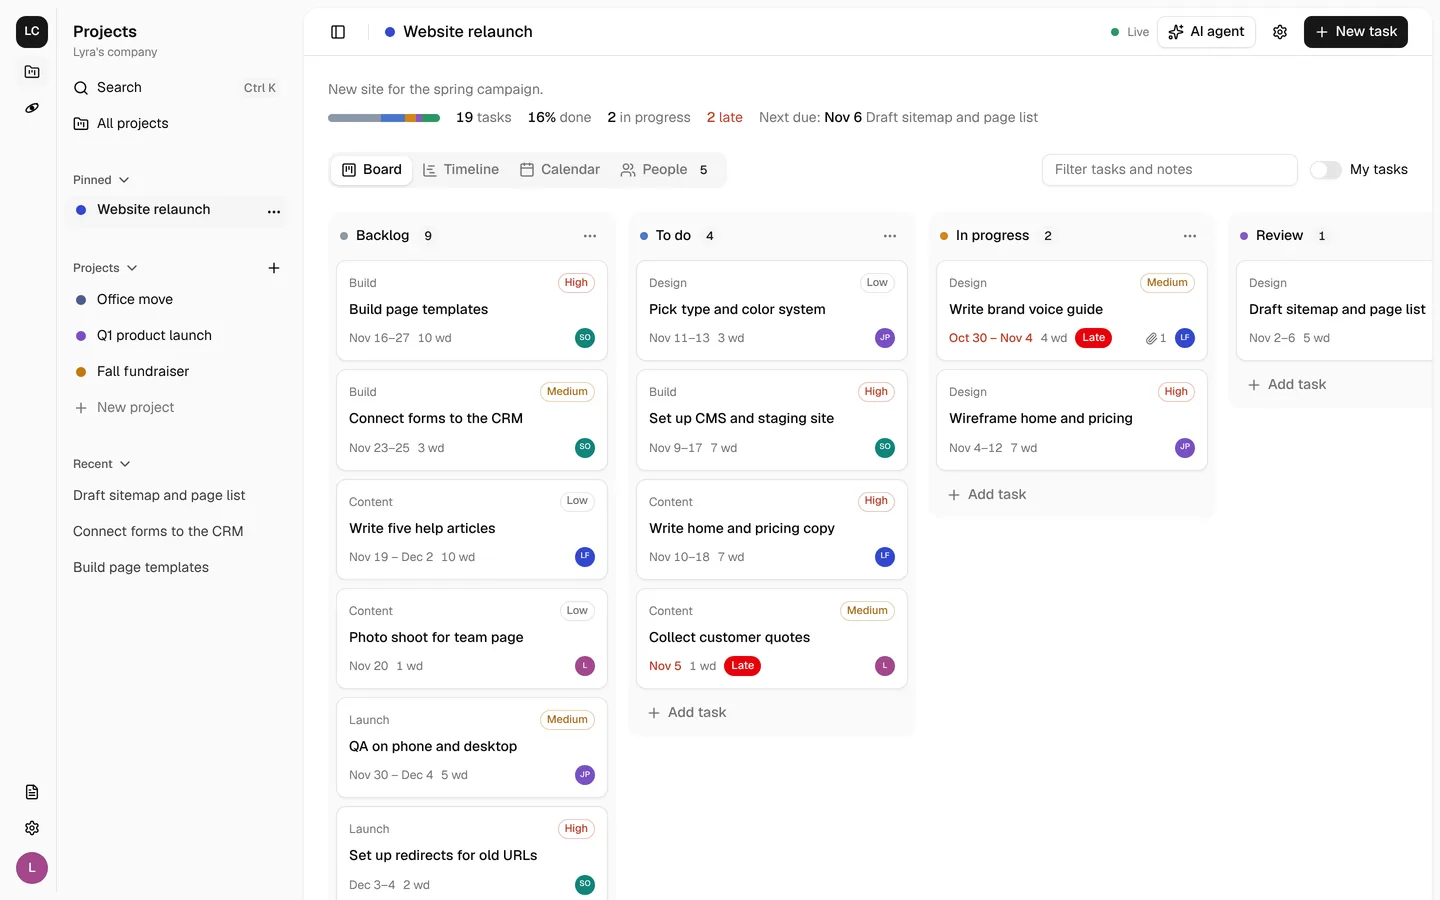 LC
Projects
Lyra's company
Search Ctrl K
All projects
Pinned
Website relaunch
Projects
Office move
Q1 product launch
Fall fundraiser
New project
Recent
Draft sitemap and page list
Connect forms to the CRM
Build page templates
L
Website relaunch
Live
AI agent
New task
New site for the spring campaign.
19 tasks 16% done 2 in progress 2 late Next due: Nov 6 Draft sitemap and page list
Board Timeline Calendar People 5
Filter tasks and notes
My tasks
Backlog 9
Build High
Build page templates
Nov 16–27 10 wd SO
Build Medium
Connect forms to the CRM
Nov 23–25 3 wd SO
Content Low
Write five help articles
Nov 19 – Dec 2 10 wd LF
Content Low
Photo shoot for team page
Nov 20 1 wd L
Launch Medium
QA on phone and desktop
Nov 30 – Dec 4 5 wd JP
Launch High
Set up redirects for old URLs
Dec 3–4 2 wd SO
To do 4
Design Low
Pick type and color system
Nov 11–13 3 wd JP
Build High
Set up CMS and staging site
Nov 9–17 7 wd SO
Content High
Write home and pricing copy
Nov 10–18 7 wd LF
Content Medium
Collect customer quotes
Nov 5 1 wd Late L
Add task
In progress 2
Design Medium
Write brand voice guide
Oct 30 – Nov 4 4 wd Late 1 LF
Design High
Wireframe home and pricing
Nov 4–12 7 wd JP
Add task
Review 1
Design
Draft sitemap and page list
Nov 2–6 5 wd
Add task